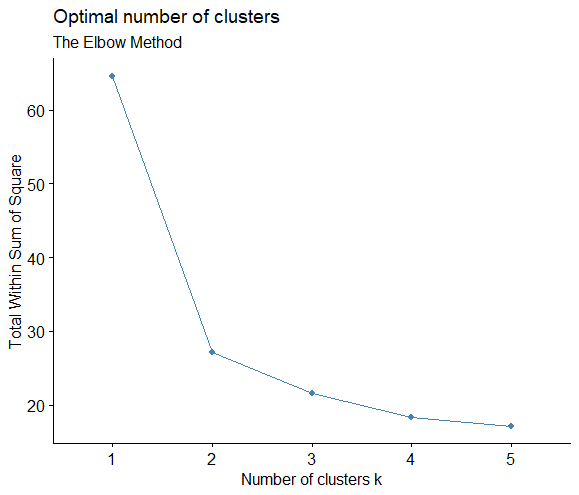 Optimal number of clusters
The Elbow Method
Total Within Sum of Square
60
50
40
30
20
1 2 3 4 5
Number of clusters k